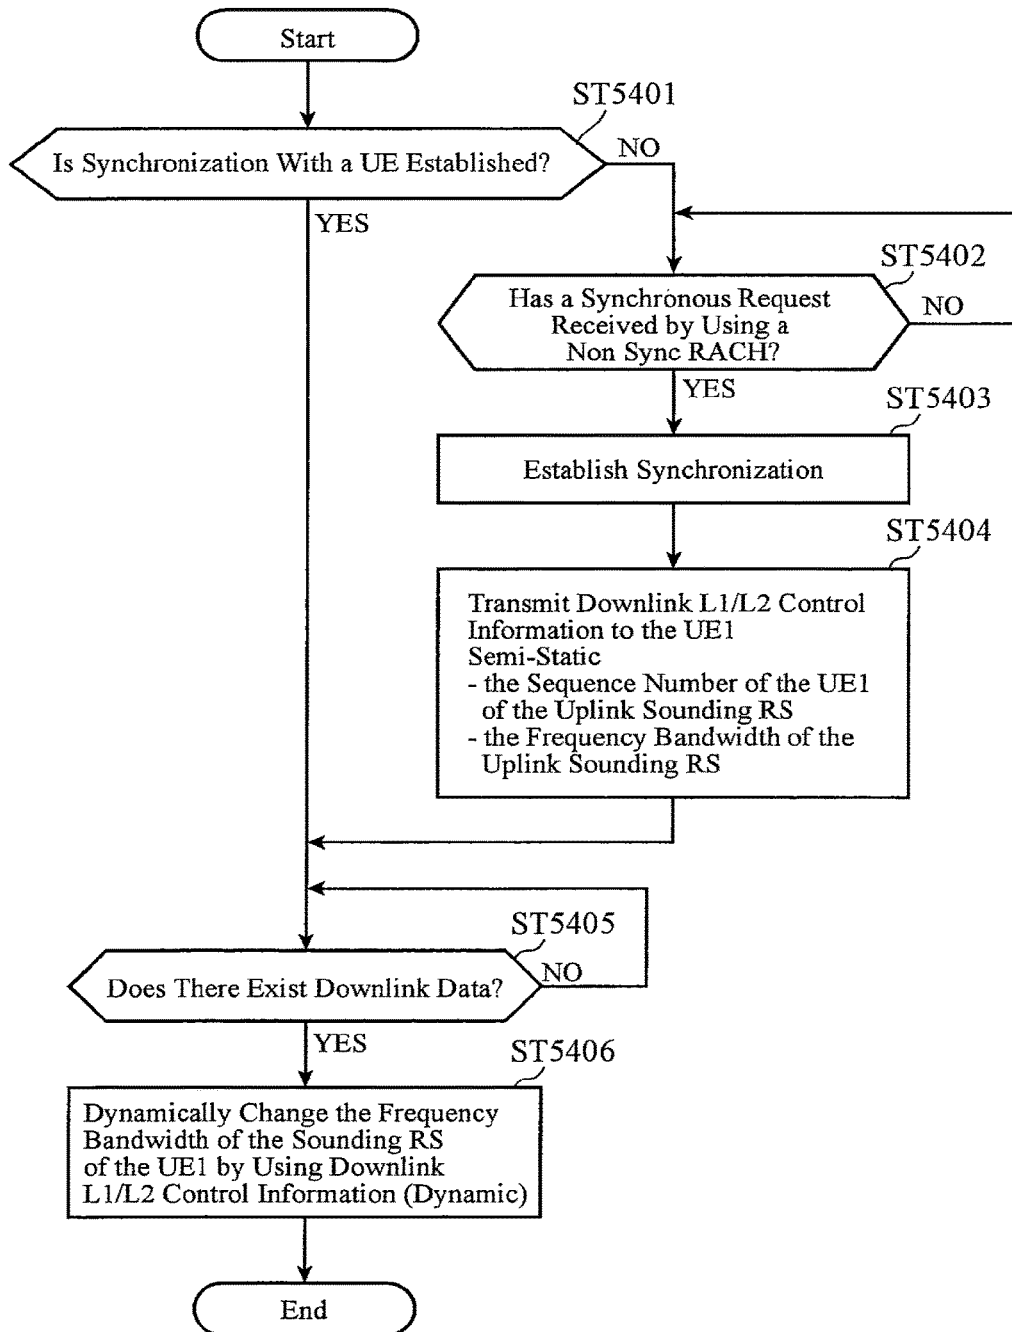 Start
ST5401
Is Synchronization With a UE Established?
NO
YES
ST5402
Has a Synchronous Request
Received by Using a
Non Sync RACH?
NO
YES
ST5403
Establish Synchronization
ST5404
Transmit Downlink L1/L2 Control
Information to the UE1
Semi-Static
- the Sequence Number of the UE1
of the Uplink Sounding RS
- the Frequency Bandwidth of the
Uplink Sounding RS
ST5405
Does There Exist Downlink Data?
NO
YES
ST5406
Dynamically Change the Frequency
Bandwidth of the Sounding RS
of the UE1 by Using Downlink
L1/L2 Control Information (Dynamic)
End